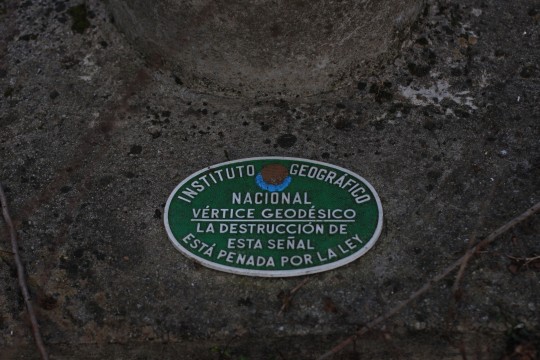 INSTITUTO GEOGRÁFICO
NACIONAL
VÉRTICE GEODÉSICO
LA DESTRUCCIÓN DE
ESTA SEÑAL
ESTÁ PENADA POR LA LEY